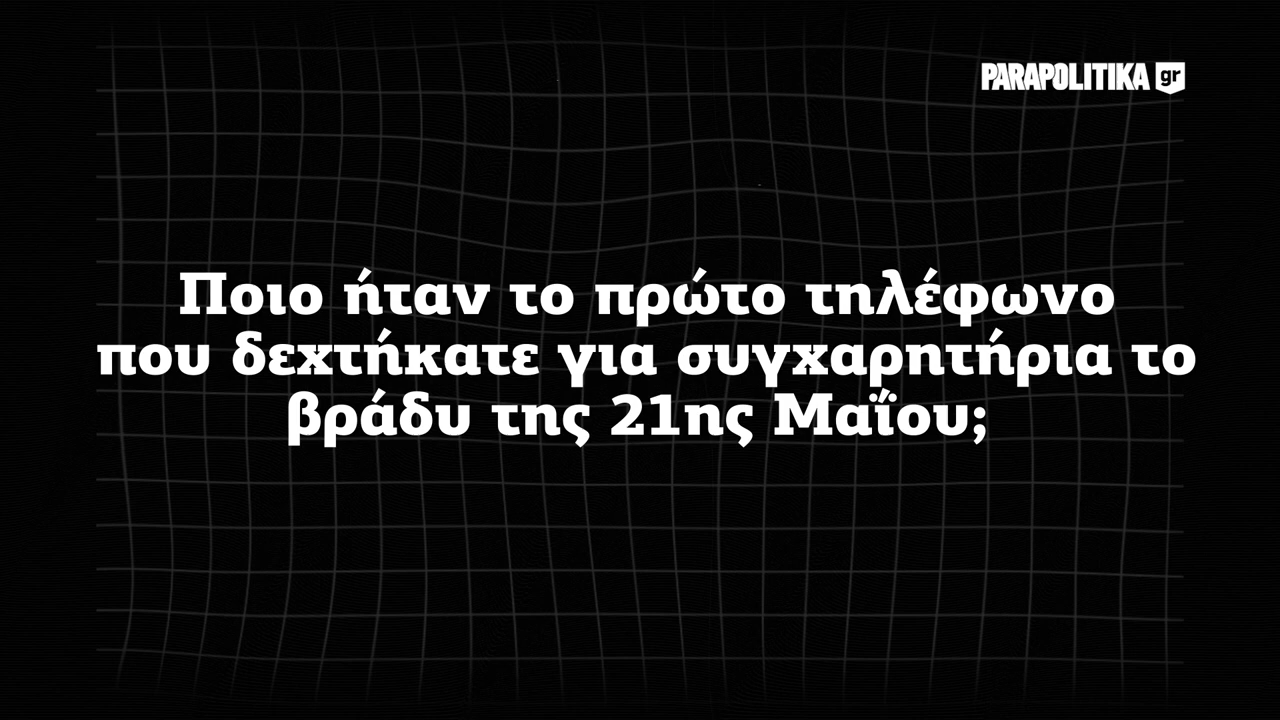 PARAPOLITIKA gr
Ποιο ήταν το πρώτο τηλέφωνο
που δεχτήκατε για συγχαρητήρια το
βράδυ της 21ης Μαΐου;